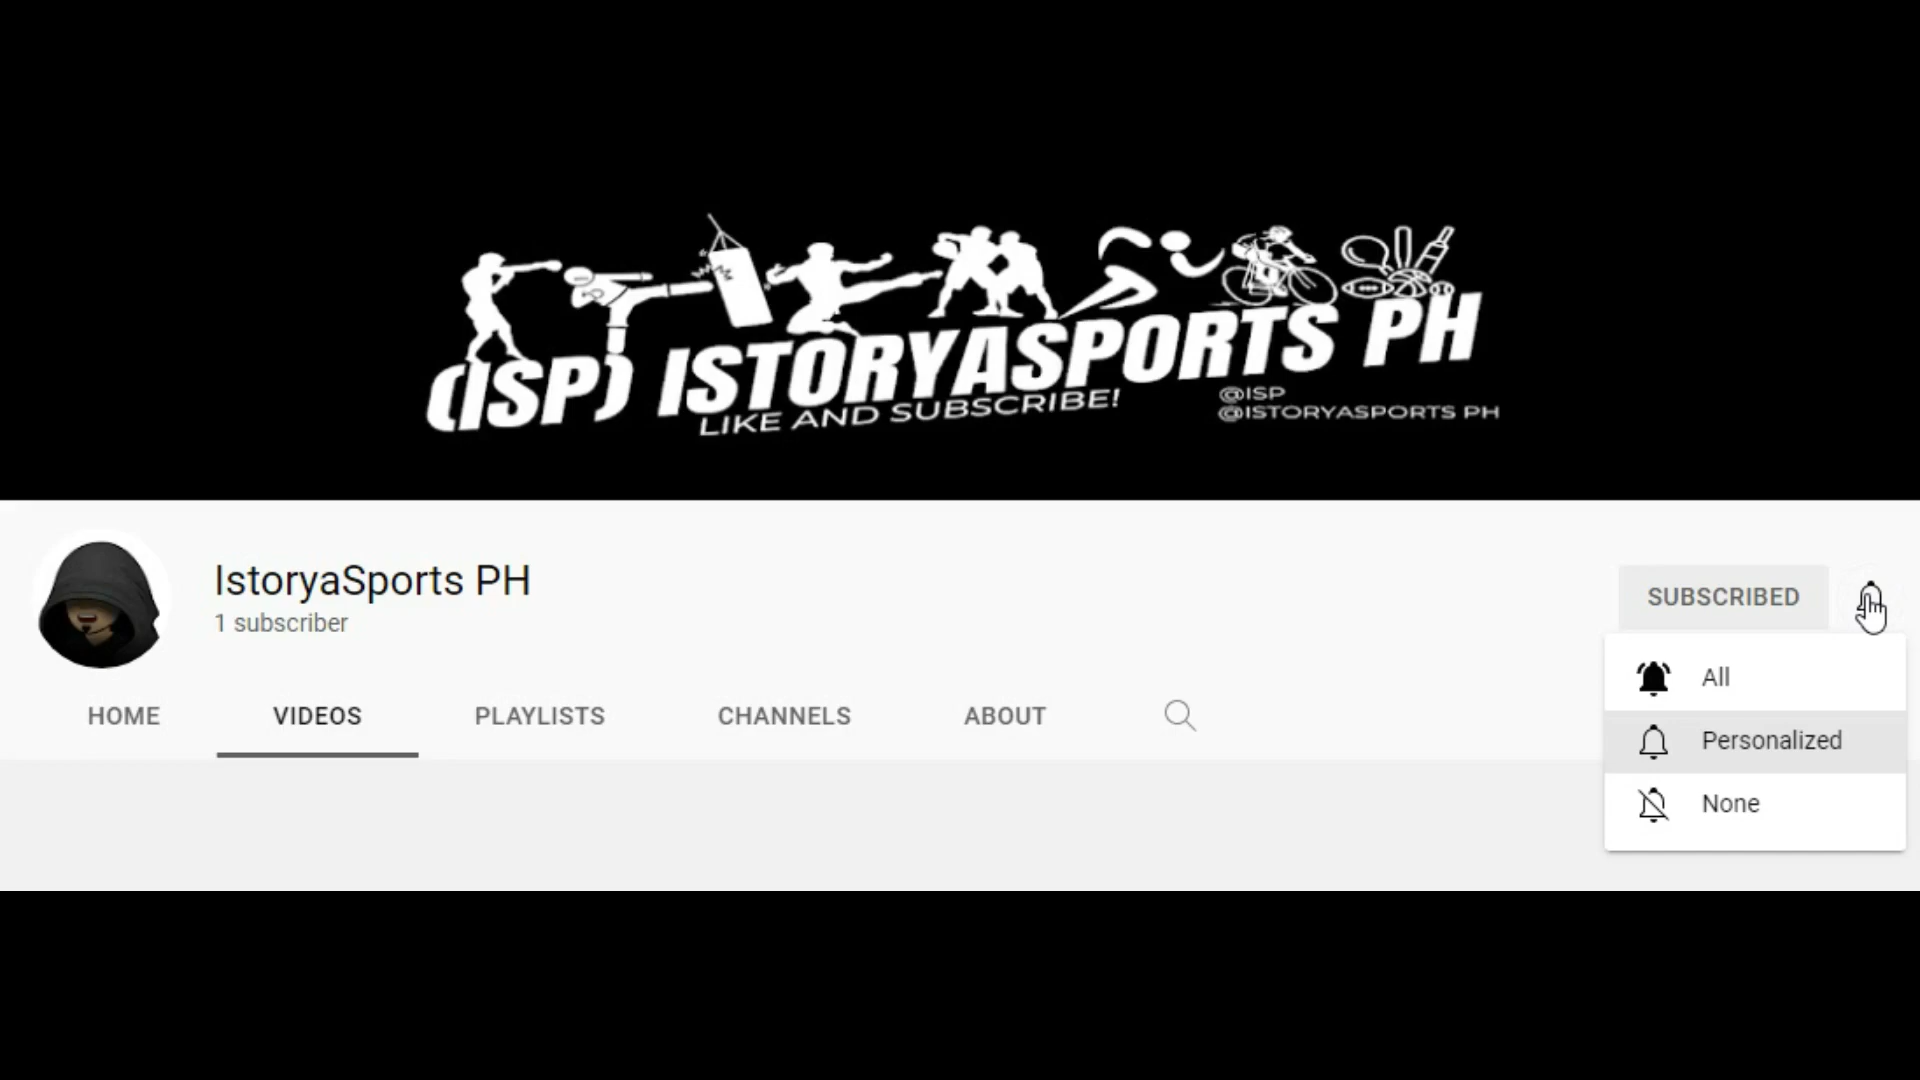 (ISP) ISTORYASPORTS PH
LIKE AND SUBSCRIBE!
@ISP
@ISTORYASPORTS PH
IstoryaSports PH
1 subscriber
SUBSCRIBED
All
Personalized
None
HOME VIDEOS PLAYLISTS CHANNELS ABOUT